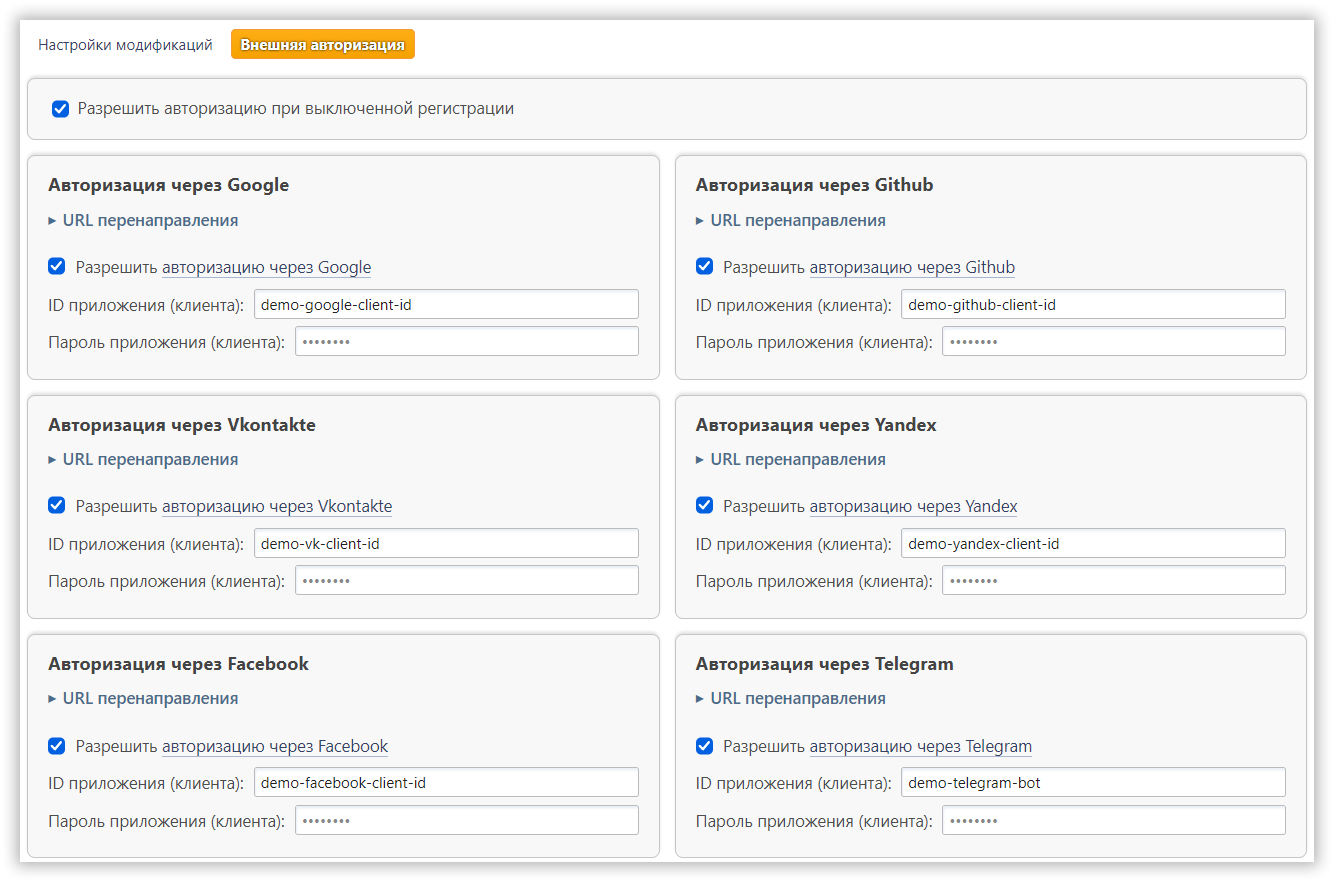 Настройки модификаций
Внешняя авторизация
Разрешить авторизацию при выключенной регистрации
Авторизация через Google
▸ URL перенаправления
Разрешить авторизацию через Google
ID приложения (клиента): demo-google-client-id
Пароль приложения (клиента): ••••••••
Авторизация через Github
▸ URL перенаправления
Разрешить авторизацию через Github
ID приложения (клиента): demo-github-client-id
Пароль приложения (клиента): ••••••••
Авторизация через Vkontakte
▸ URL перенаправления
Разрешить авторизацию через Vkontakte
ID приложения (клиента): demo-vk-client-id
Пароль приложения (клиента): ••••••••
Авторизация через Yandex
▸ URL перенаправления
Разрешить авторизацию через Yandex
ID приложения (клиента): demo-yandex-client-id
Пароль приложения (клиента): ••••••••
Авторизация через Facebook
▸ URL перенаправления
Разрешить авторизацию через Facebook
ID приложения (клиента): demo-facebook-client-id
Пароль приложения (клиента): ••••••••
Авторизация через Telegram
▸ URL перенаправления
Разрешить авторизацию через Telegram
ID приложения (клиента): demo-telegram-bot
Пароль приложения (клиента): ••••••••